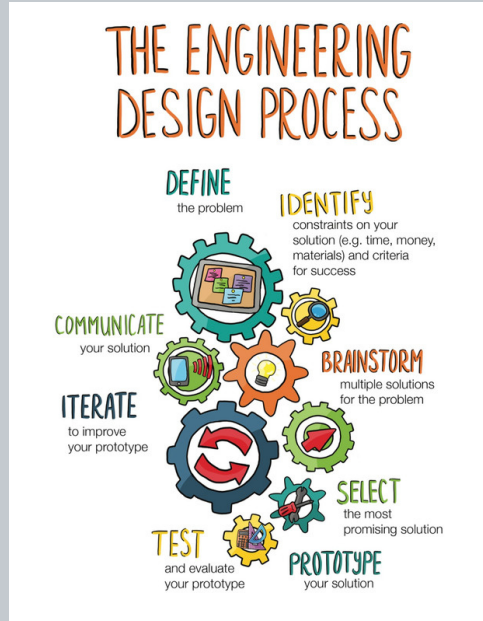 THE ENGINEERING
DESIGN PROCESS
DEFINE
the problem
IDENTIFY
constraints on your
solution (e.g. time, money,
materials) and criteria
for success
BRAINSTORM
multiple solutions
for the problem
SELECT
the most
promising solution
PROTOTYPE
your solution
TEST
and evaluate
your prototype
ITERATE
to improve
your prototype
COMMUNICATE
your solution